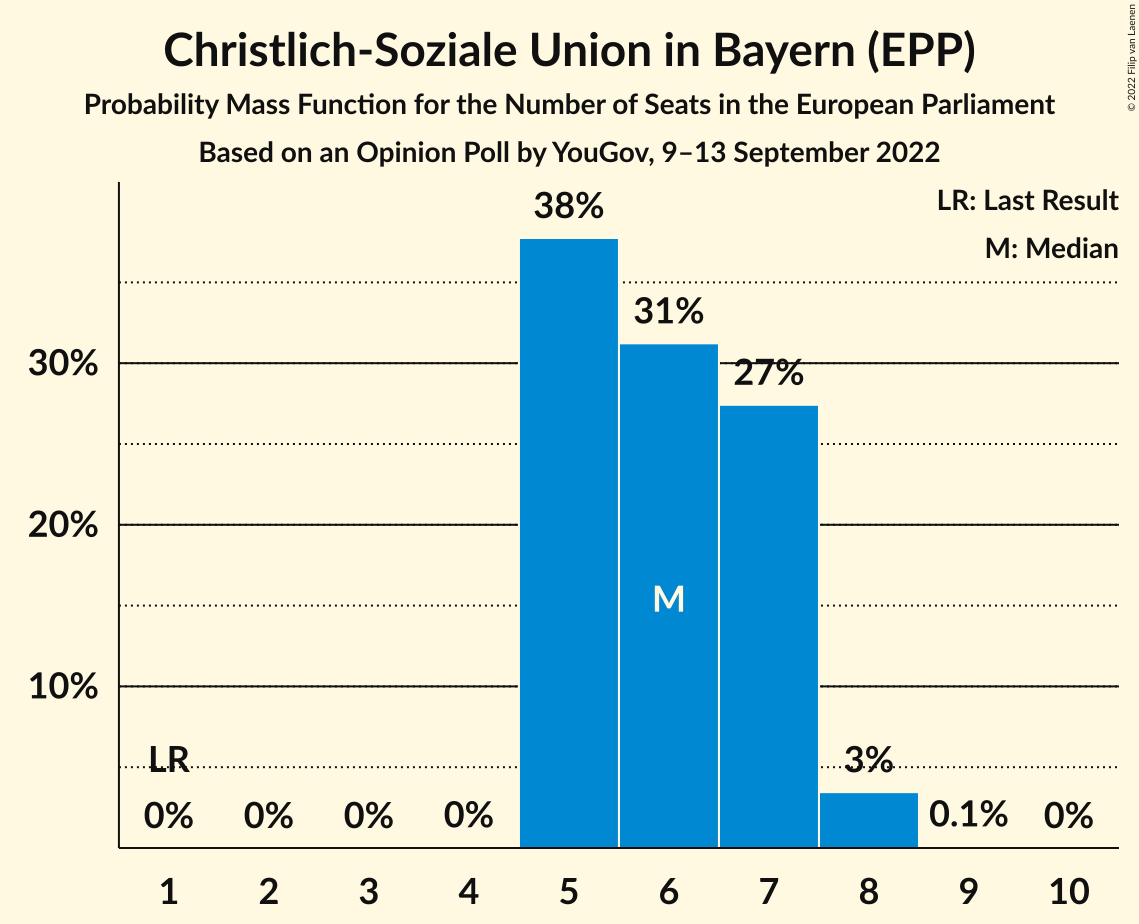 Christlich-Soziale Union in Bayern (EPP)
Probability Mass Function for the Number of Seats in the European Parliament
Based on an Opinion Poll by YouGov, 9–13 September 2022
© 2022 Filip van Laenen
LR: Last Result
M: Median
38%
31%
30%
27%
20%
M
10%
LR
3%
0%
0%
0%
0%
0.1%
0%
1 2 3 4 5 6 7 8 9 10